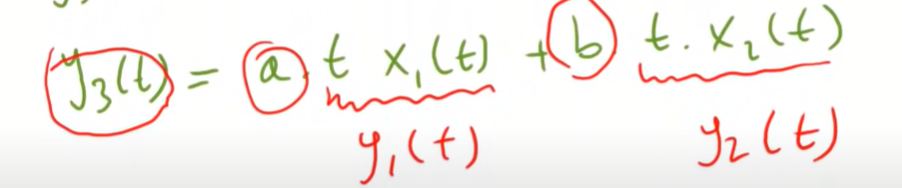 y₃(t) = a. t x₁(t) + b t. x₂(t)
y₁(t) y₂(t)